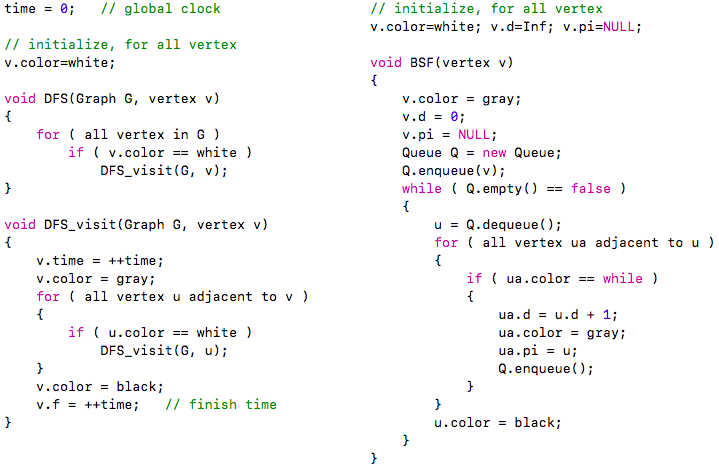 time = 0;   // global clock

// initialize, for all vertex
v.color=white;

void DFS(Graph G, vertex v)
{
    for ( all vertex in G )
        if ( v.color == white )
            DFS_visit(G, v);
}

void DFS_visit(Graph G, vertex v)
{
    v.time = ++time;
    v.color = gray;
    for ( all vertex u adjacent to v )
    {
        if ( u.color == white )
            DFS_visit(G, u);
    }
    v.color = black;
    v.f = ++time;   // finish time
}

// initialize, for all vertex
v.color=white; v.d=Inf; v.pi=NULL;

void BSF(vertex v)
{
    v.color = gray;
    v.d = 0;
    v.pi = NULL;
    Queue Q = new Queue;
    Q.enqueue(v);
    while ( Q.empty() == false )
    {
        u = Q.dequeue();
        for ( all vertex ua adjacent to u )
        {
            if ( ua.color == while )
            {
                ua.d = u.d + 1;
                ua.color = gray;
                ua.pi = u;
                Q.enqueue();
            }
        }
        u.color = black;
    }
}